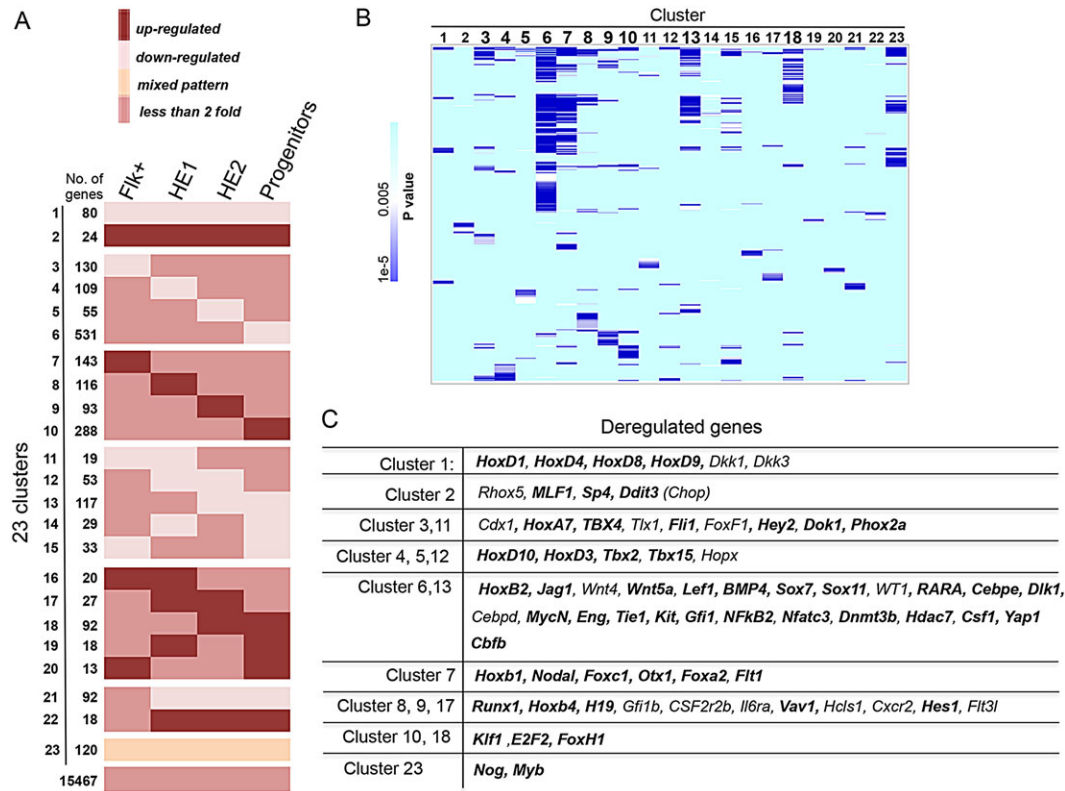 A
up-regulated
down-regulated
mixed pattern
less than 2 fold
No. of
genes
Flk+
HE1
HE2
Progenitors
23 clusters
1 80
2 24
3 130
4 109
5 55
6 531
7 143
8 116
9 93
10 288
11 19
12 53
13 117
14 29
15 33
16 20
17 27
18 92
19 18
20 13
21 92
22 18
23 120
15467
B
Cluster
1 2 3 4 5 6 7 8 9 10 11 12 13 14 15 16 17 18 19 20 21 22 23
0.005
1e-5
P value
C
Deregulated genes
Cluster 1: HoxD1, HoxD4, HoxD8, HoxD9, Dkk1, Dkk3
Cluster 2 Rhox5, MLF1, Sp4, Ddit3 (Chop)
Cluster 3,11 Cdx1, HoxA7, TBX4, Tlx1, Fli1, FoxF1, Hey2, Dok1, Phox2a
Cluster 4, 5,12 HoxD10, HoxD3, Tbx2, Tbx15, Hopx
Cluster 6,13 HoxB2, Jag1, Wnt4, Wnt5a, Lef1, BMP4, Sox7, Sox11, WT1, RARA, Cebpe, Dlk1,
Cebpd, MycN, Eng, Tie1, Kit, Gfi1, NFkB2, Nfatc3, Dnmt3b, Hdac7, Csf1, Yap1
Cbfb
Cluster 7 Hoxb1, Nodal, Foxc1, Otx1, Foxa2, Flt1
Cluster 8, 9, 17 Runx1, Hoxb4, H19, Gfi1b, CSF2r2b, Il6ra, Vav1, Hcls1, Cxcr2, Hes1, Flt3l
Cluster 10, 18 Klf1 ,E2F2, FoxH1
Cluster 23 Nog, Myb